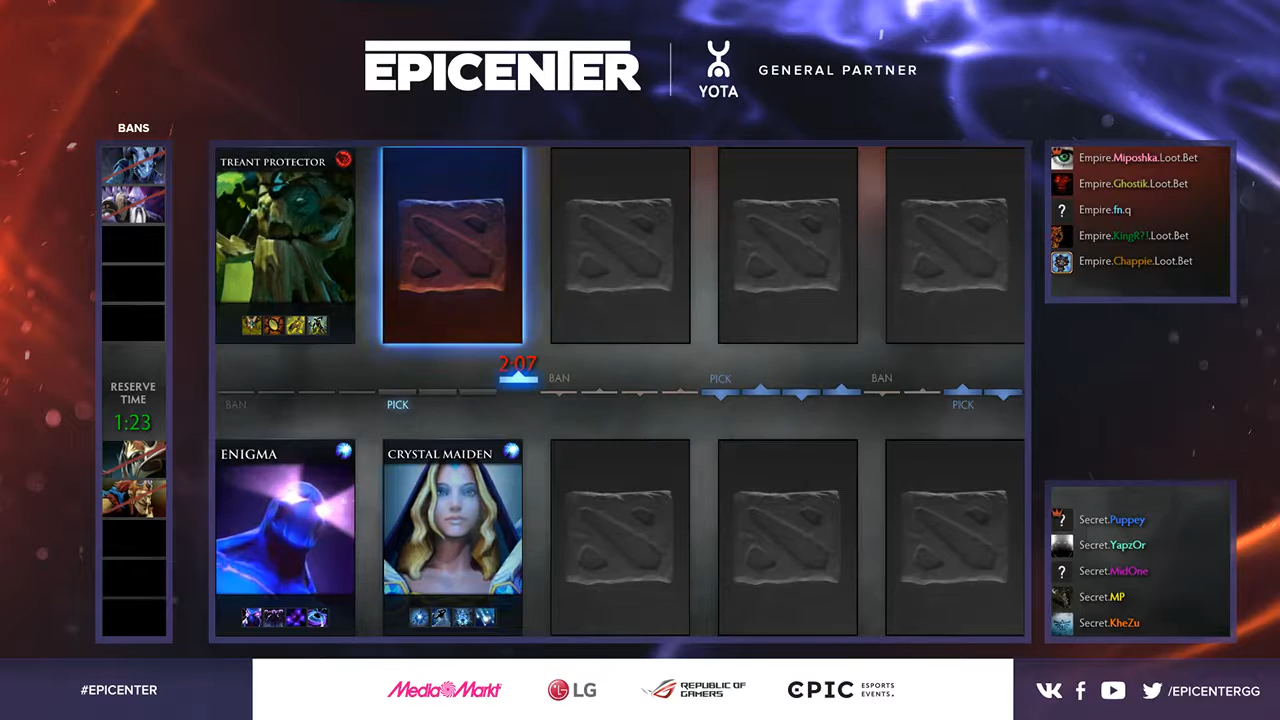 EPICENTER
YOTA
GENERAL PARTNER
BANS
TREANT PROTECTOR
Empire.Miposhka.Loot.Bet
Empire.Ghostik.Loot.Bet
? Empire.fn.q
Empire.KingR?!.Loot.Bet
Empire.Chappie.Loot.Bet
2:07
BAN
PICK
BAN
RESERVE
TIME
1:23
BAN
PICK
PICK
ENIGMA
CRYSTAL MAIDEN
? Secret.Puppey
Secret.YapzOr
? Secret.MidOne
Secret.MP
Secret.KheZu
#EPICENTER
Media Markt
LG
REPUBLIC OF
GAMERS
EPIC
ESPORTS
EVENTS.
/EPICENTERGG